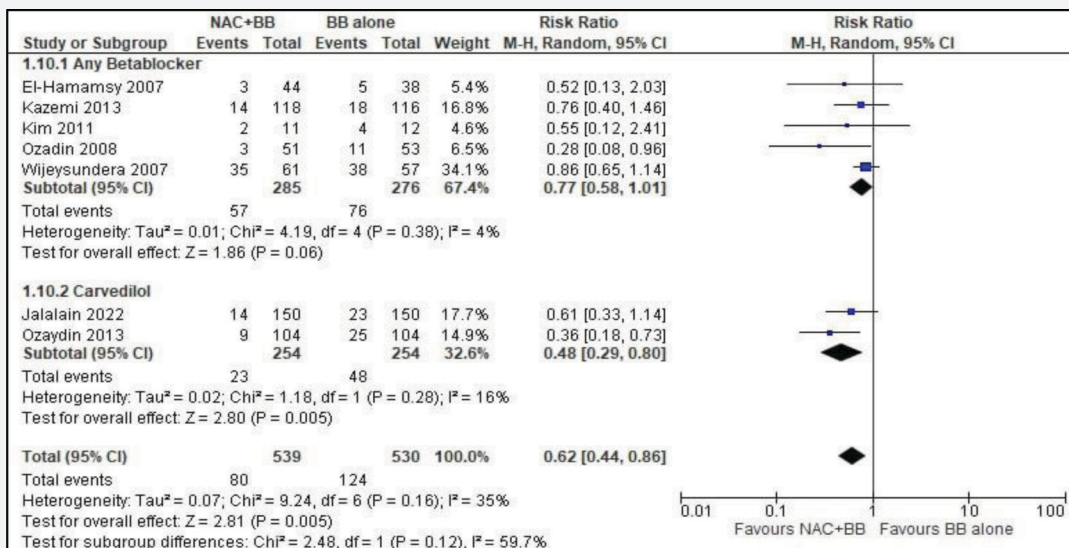 NAC+BB BB alone Risk Ratio Risk Ratio
Study or Subgroup Events Total Events Total Weight M-H, Random, 95% CI M-H, Random, 95% CI
1.10.1 Any Betablocker
El-Hamamsy 2007 3 44 5 38 5.4% 0.52 [0.13, 2.03]
Kazemi 2013 14 118 18 116 16.8% 0.76 [0.40, 1.46]
Kim 2011 2 11 4 12 4.6% 0.55 [0.12, 2.41]
Ozadin 2008 3 51 11 53 6.5% 0.28 [0.08, 0.96]
Wijeysundera 2007 35 61 38 57 34.1% 0.86 [0.65, 1.14]
Subtotal (95% CI) 285 276 67.4% 0.77 [0.58, 1.01]
Total events 57 76
Heterogeneity: Tau² = 0.01; Chi² = 4.19, df = 4 (P = 0.38); I² = 4%
Test for overall effect: Z = 1.86 (P = 0.06)
1.10.2 Carvedilol
Jalalain 2022 14 150 23 150 17.7% 0.61 [0.33, 1.14]
Ozaydin 2013 9 104 25 104 14.9% 0.36 [0.18, 0.73]
Subtotal (95% CI) 254 254 32.6% 0.48 [0.29, 0.80]
Total events 23 48
Heterogeneity: Tau² = 0.02; Chi² = 1.18, df = 1 (P = 0.28); I² = 16%
Test for overall effect: Z = 2.80 (P = 0.005)
Total (95% CI) 539 530 100.0% 0.62 [0.44, 0.86]
Total events 80 124
Heterogeneity: Tau² = 0.07; Chi² = 9.24, df = 6 (P = 0.16); I² = 35%
Test for overall effect: Z = 2.81 (P = 0.005)
Test for subgroup differences: Chi² = 2.48, df = 1 (P = 0.12), I² = 59.7%
0.01 0.1 1 10 100
Favours NAC+BB Favours BB alone